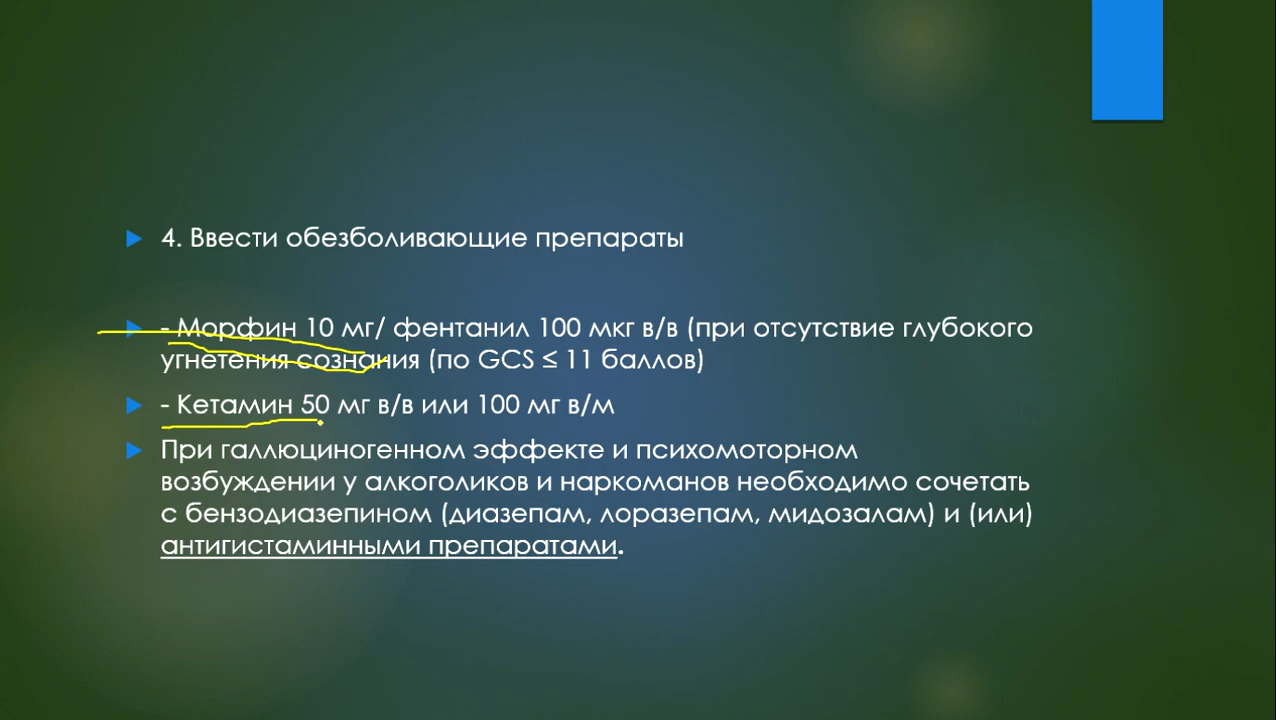 4. Ввести обезболивающие препараты
- Морфин 10 мг/ фентанил 100 мкг в/в (при отсутствие глубокого
угнетения сознания (по GCS ≤ 11 баллов)
- Кетамин 50 мг в/в или 100 мг в/м
При галлюциногенном эффекте и психомоторном
возбуждении у алкоголиков и наркоманов необходимо сочетать
с бензодиазепином (диазепам, лоразепам, мидозалам) и (или)
антигистаминными препаратами.